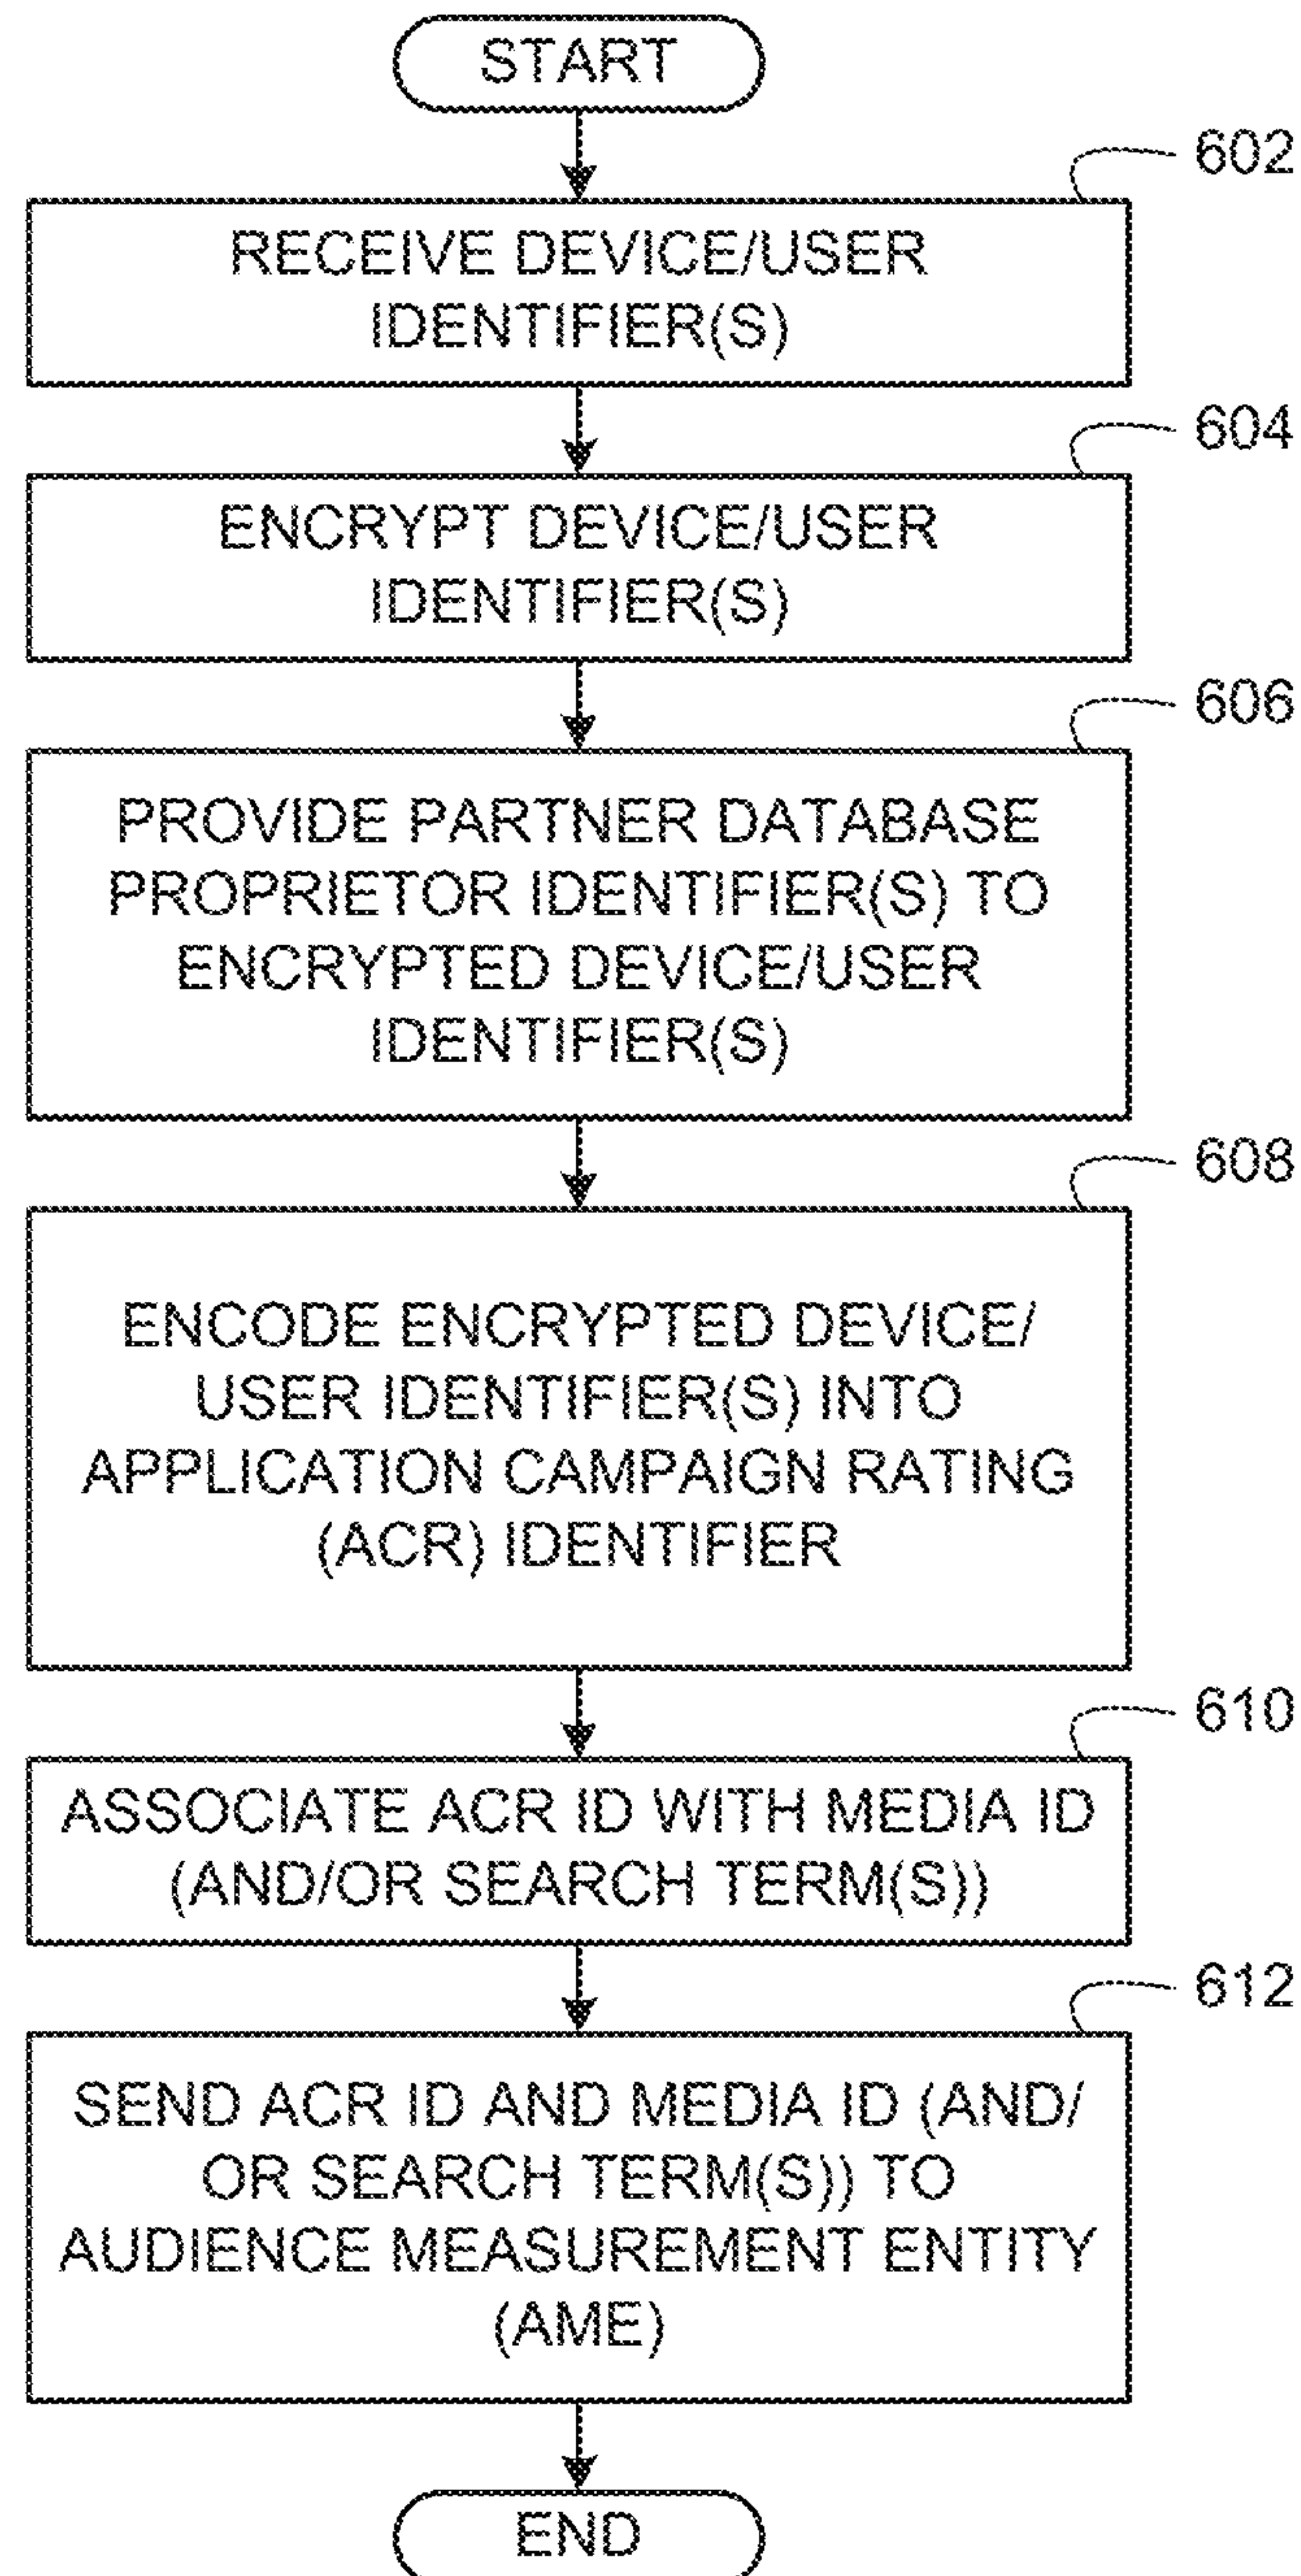 START
602
RECEIVE DEVICE/USER
IDENTIFIER(S)
604
ENCRYPT DEVICE/USER
IDENTIFIER(S)
606
PROVIDE PARTNER DATABASE
PROPRIETOR IDENTIFIER(S) TO
ENCRYPTED DEVICE/USER
IDENTIFIER(S)
608
ENCODE ENCRYPTED DEVICE/
USER IDENTIFIER(S) INTO
APPLICATION CAMPAIGN RATING
(ACR) IDENTIFIER
610
ASSOCIATE ACR ID WITH MEDIA ID
(AND/OR SEARCH TERM(S))
612
SEND ACR ID AND MEDIA ID (AND/
OR SEARCH TERM(S)) TO
AUDIENCE MEASUREMENT ENTITY
(AME)
END